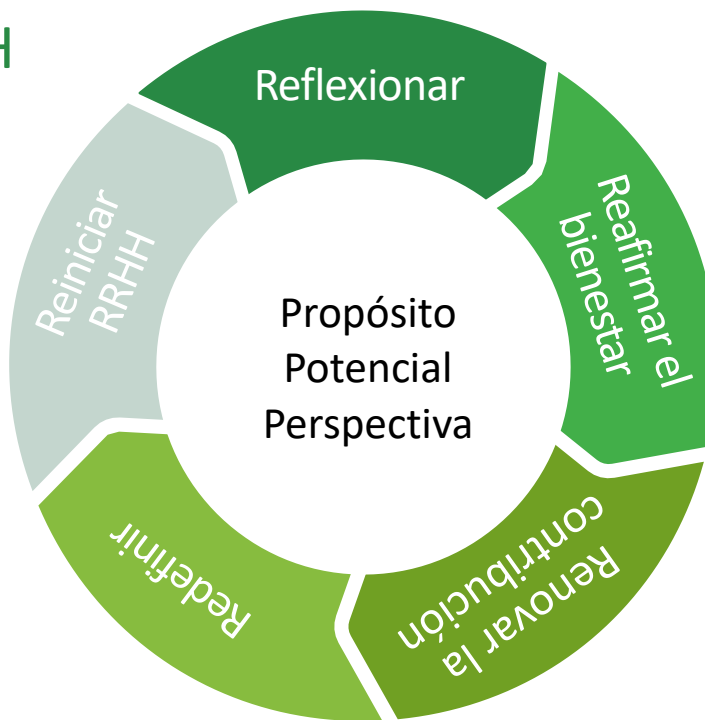 H
Reflexionar
Reafirmar el
bienestar
Renovar la
contribución
Redefinir
Reiniciar
RRHH
Propósito
Potencial
Perspectiva